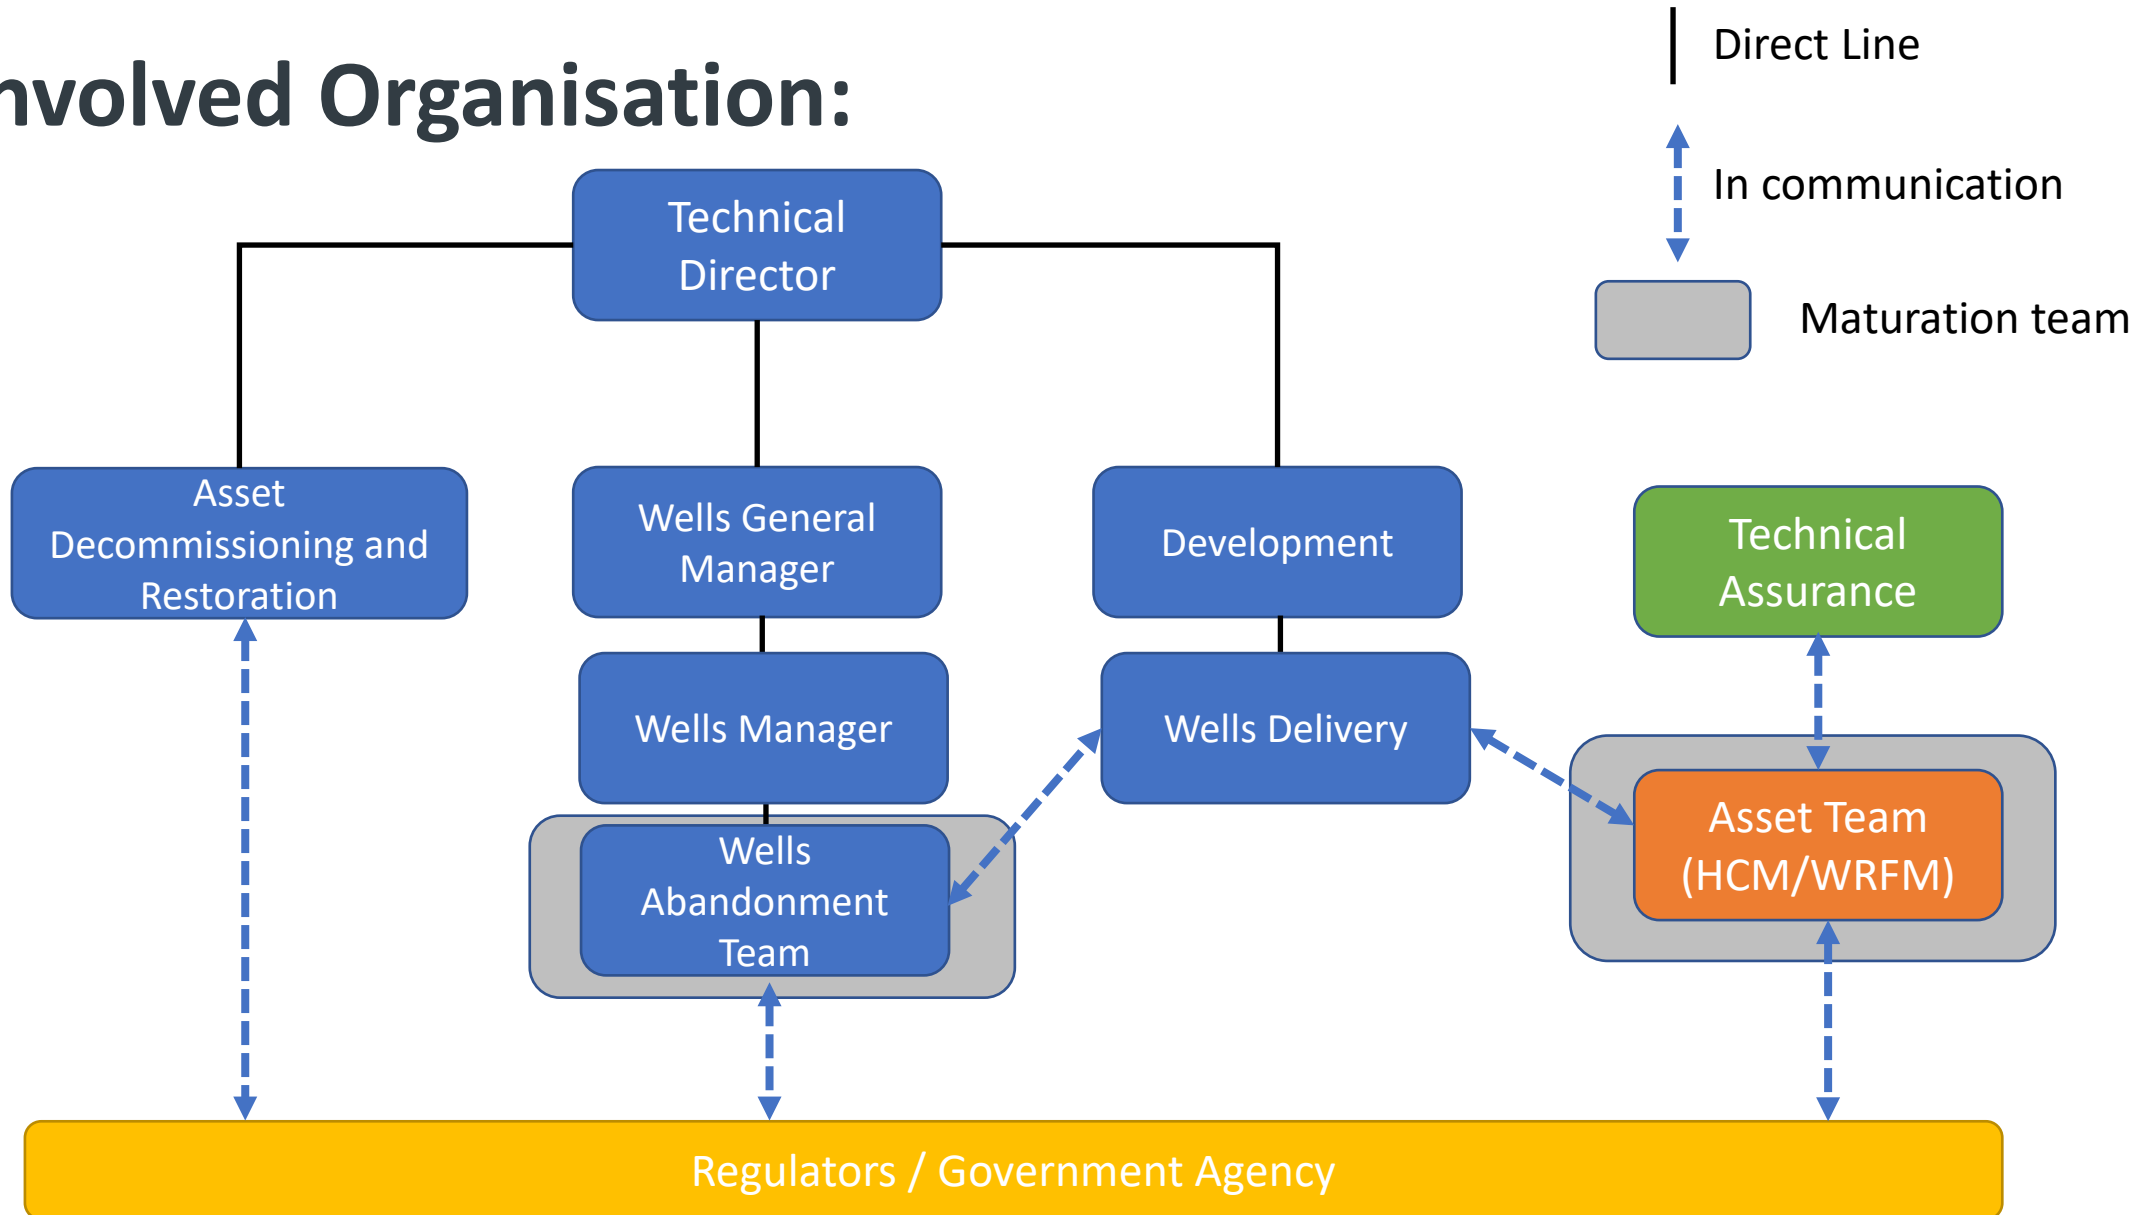 nvolved Organisation:
Direct Line
In communication
Maturation team
Technical
Director
Asset
Decommissioning and
Restoration
Wells General
Manager
Development
Technical
Assurance
Wells Manager
Wells Delivery
Wells
Abandonment
Team
Asset Team
(HCM/WRFM)
Regulators / Government Agency